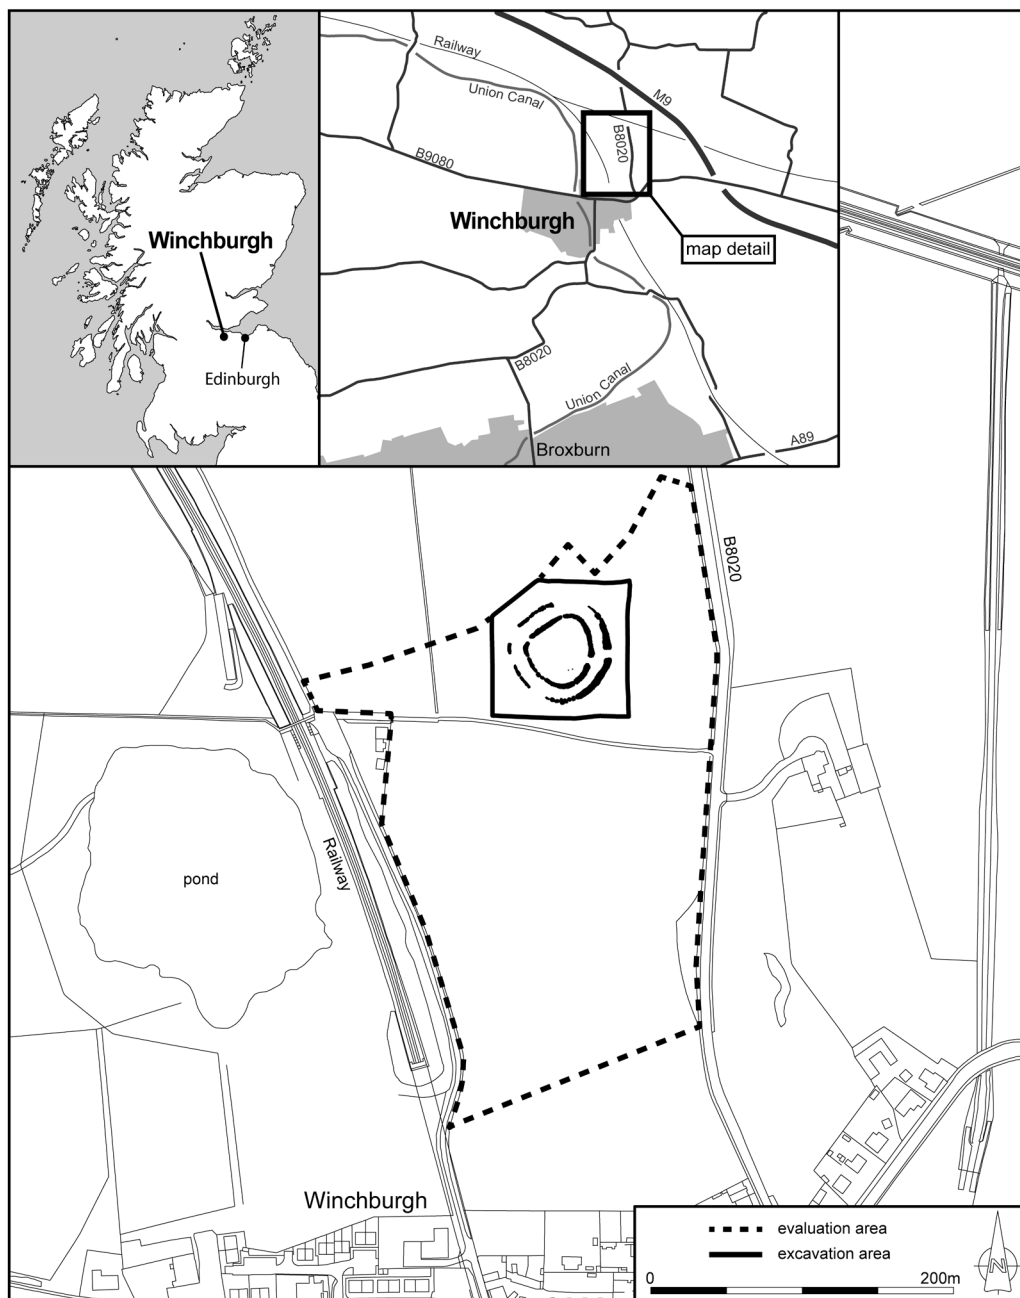 Winchburgh
Edinburgh
Railway
Union Canal
M9
B8020
B9080
Winchburgh
map detail
B8020
Union Canal
Broxburn
A89
B8020
Railway
pond
Winchburgh
evaluation area
excavation area
0 200m
N